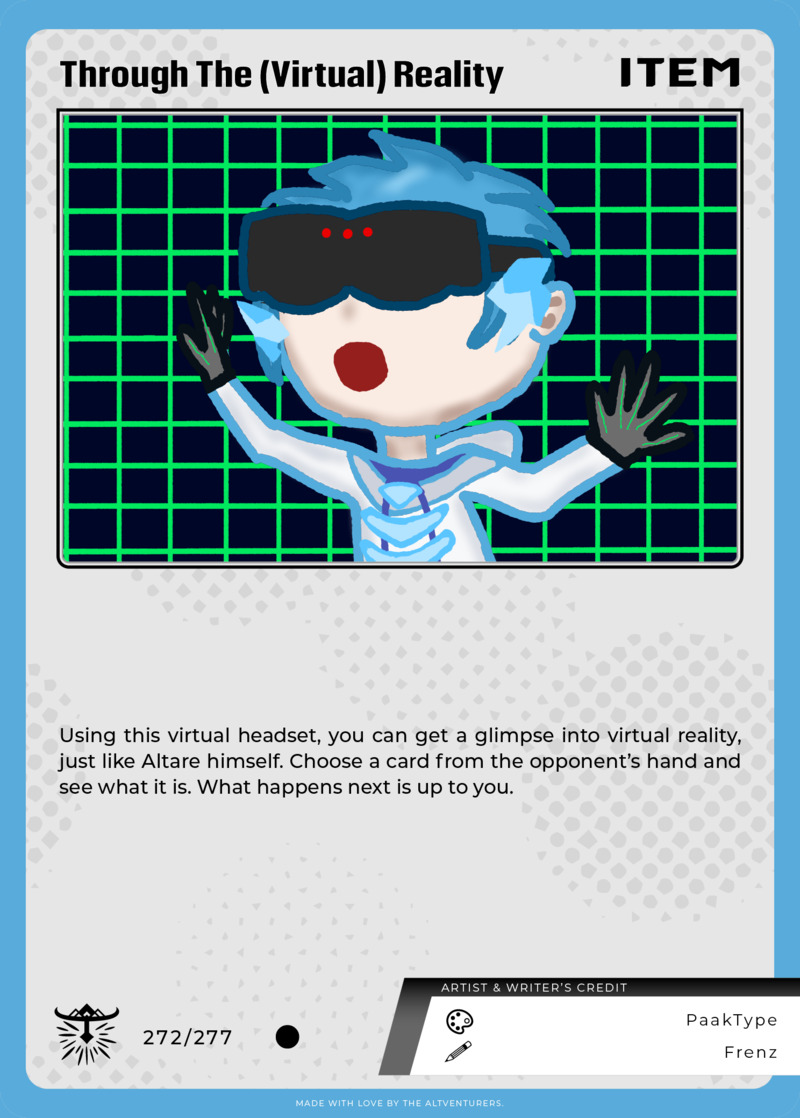 Through The (Virtual) Reality
ITEM
Using this virtual headset, you can get a glimpse into virtual reality,
just like Altare himself. Choose a card from the opponent’s hand and
see what it is. What happens next is up to you.
ARTIST & WRITER’S CREDIT
PaakType
Frenz
272/277
MADE WITH LOVE BY THE ALTVENTURERS.